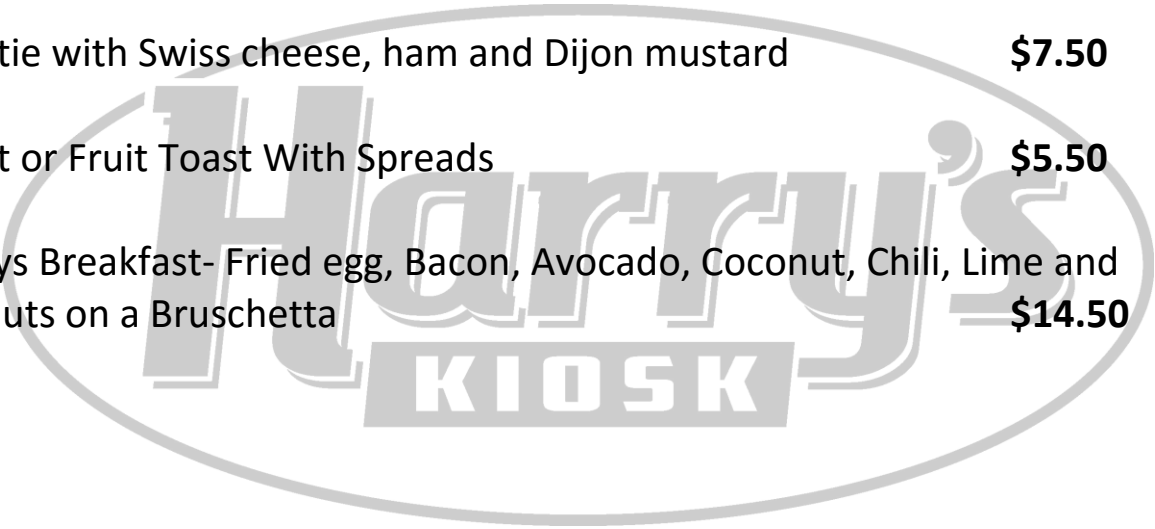 tie with Swiss cheese, ham and Dijon mustard $7.50
t or Fruit Toast With Spreads $5.50
ys Breakfast- Fried egg, Bacon, Avocado, Coconut, Chili, Lime and
uts on a Bruschetta $14.50
Harry's
KIOSK